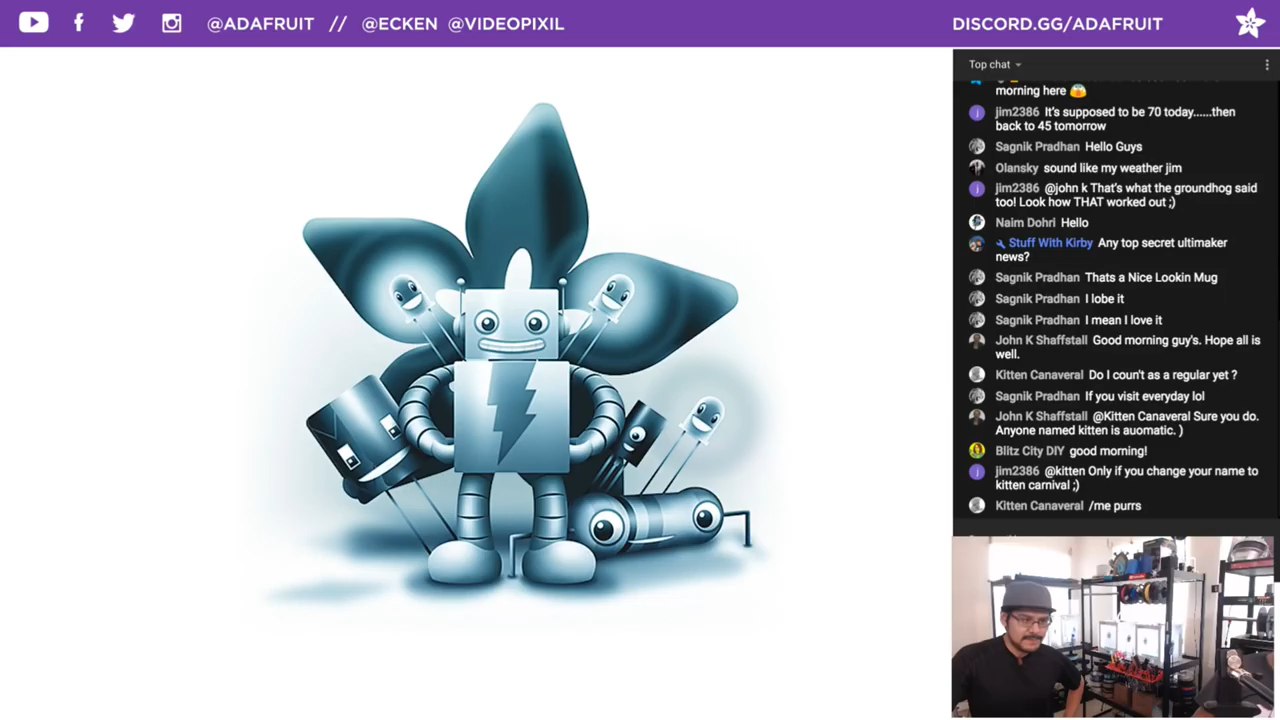 @ADAFRUIT // @ECKEN @VIDEOPIXIL
DISCORD.GG/ADAFRUIT
Top chat
morning here
jim2386 It's supposed to be 70 today......then
back to 45 tomorrow
Sagnik Pradhan Hello Guys
Olansky sound like my weather jim
jim2386 @john k That's what the groundhog said
too! Look how THAT worked out ;)
Naim Dohri Hello
Stuff With Kirby Any top secret ultimaker
news?
Sagnik Pradhan Thats a Nice Lookin Mug
Sagnik Pradhan I lobe it
Sagnik Pradhan I mean I love it
John K Shaffstall Good morning guy's. Hope all is
well.
Kitten Canaveral Do I coun't as a regular yet ?
Sagnik Pradhan If you visit everyday lol
John K Shaffstall @Kitten Canaveral Sure you do.
Anyone named kitten is auomatic. )
Blitz City DIY good morning!
jim2386 @kitten Only if you change your name to
kitten carnival ;)
Kitten Canaveral /me purrs